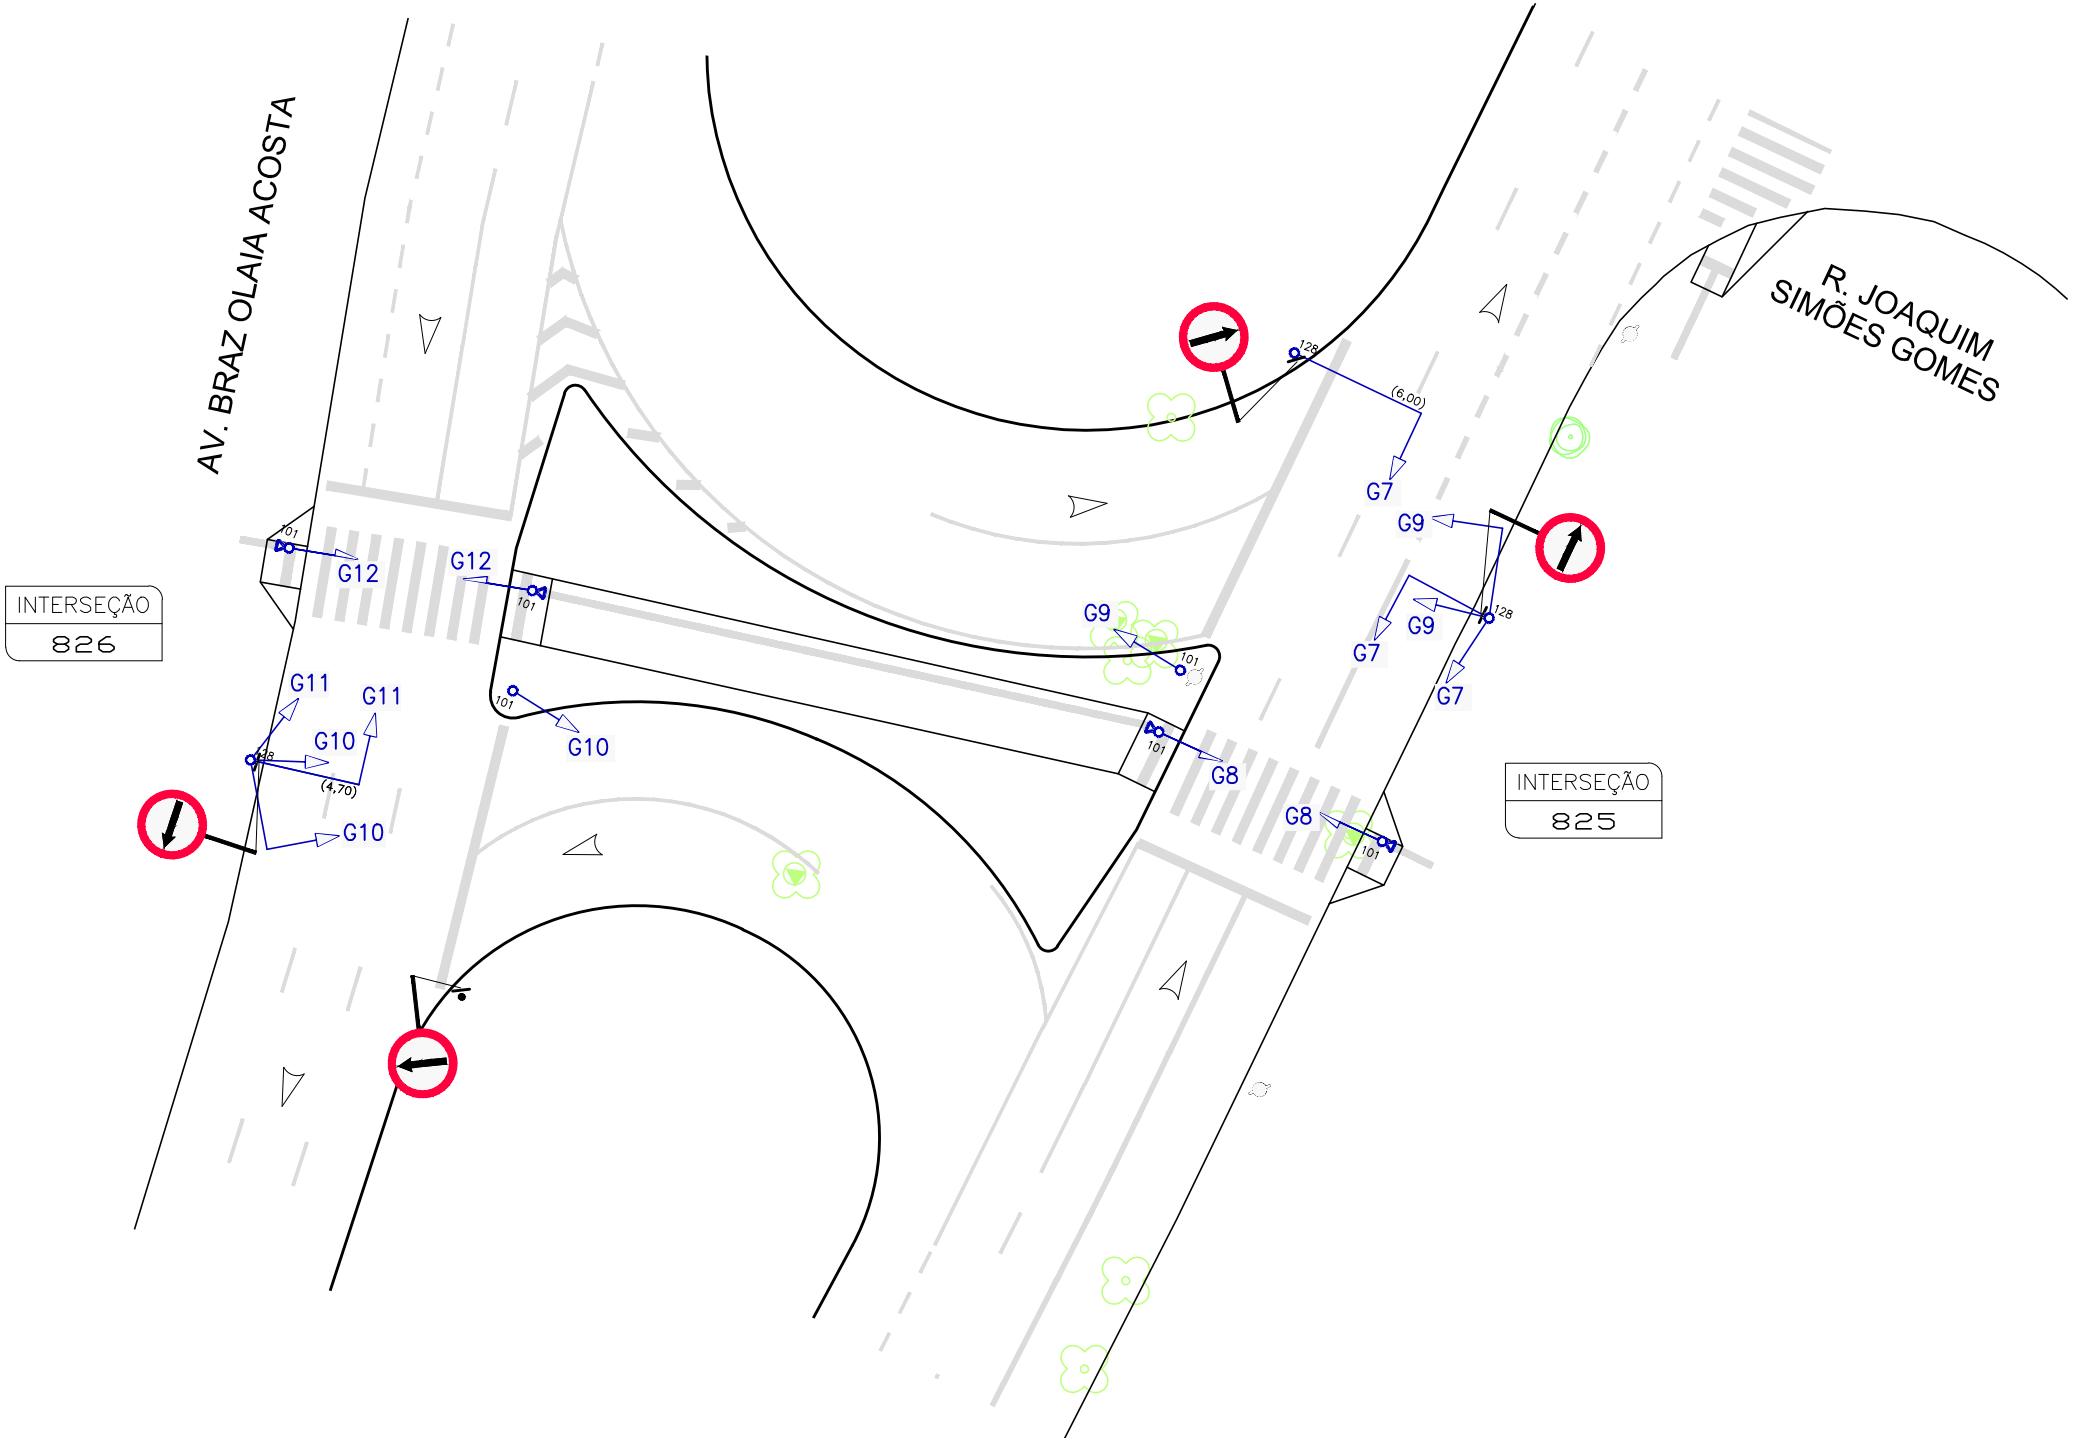 AV. BRAZ OLAIA ACOSTA
R. JOAQUIM
SIMÕES GOMES
128
(6,00)
G7
G9
101
G12
G12
101
INTERSEÇÃO
826
G9
101
G7
G9
128
G7
G11
G11
101
G10
G10
128
(4,70)
G10
101
G8
G8
101
INTERSEÇÃO
825